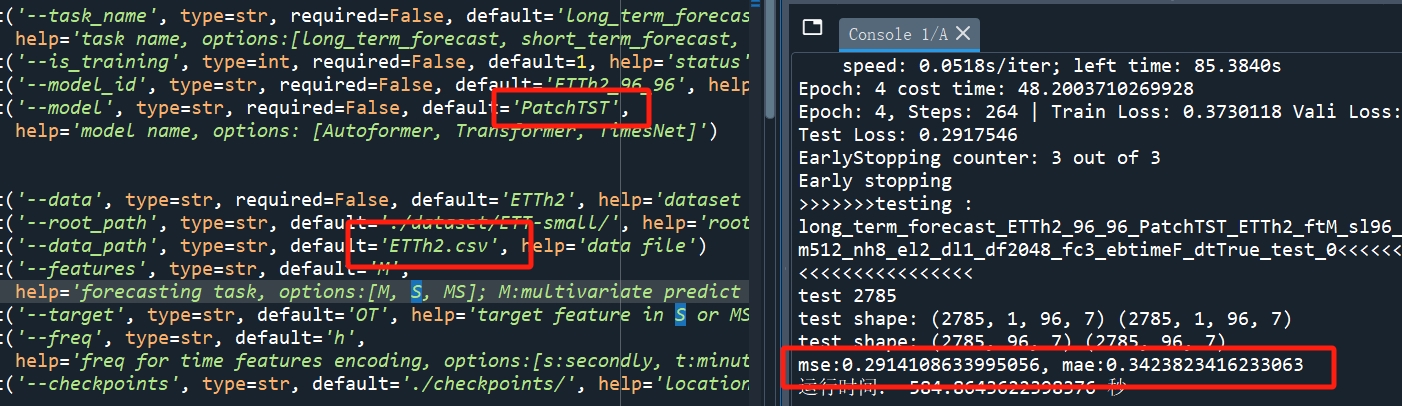 t('--task_name', type=str, required=False, default='long_term_forecas
help='task name, options:[long_term_forecast, short_term_forecast,
t('--is_training', type=int, required=False, default=1, help='status'
t('--model_id', type=str, required=False, default='ETTh2_96_96', help
t('--model', type=str, required=False, default='PatchTST',
help='model name, options: [Autoformer, Transformer, TimesNet]')
t('--data', type=str, required=False, default='ETTh2', help='dataset
t('--root_path', type=str, default='./dataset/ETT-small/', help='root
t('--data_path', type=str, default='ETTh2.csv', help='data file')
t('--features', type=str, default='M',
help='forecasting task, options:[M, S, MS]; M:multivariate predict
t('--target', type=str, default='OT', help='target feature in S or MS
t('--freq', type=str, default='h',
help='freq for time features encoding, options:[s:secondly, t:minut
t('--checkpoints', type=str, default='./checkpoints/', help='location
Console 1/A
speed: 0.0518s/iter; left time: 85.3840s
Epoch: 4 cost time: 48.2003710269928
Epoch: 4, Steps: 264 | Train Loss: 0.3730118 Vali Loss:
Test Loss: 0.2917546
EarlyStopping counter: 3 out of 3
Early stopping
>>>>>>>testing :
long_term_forecast_ETTh2_96_96_PatchTST_ETTh2_ftM_sl96_
m512_nh8_el2_dl1_df2048_fc3_ebtimeF_dtTrue_test_0<<<<<<
<<<<<<<<<<<<<<<<
test 2785
test shape: (2785, 1, 96, 7) (2785, 1, 96, 7)
test shape: (2785, 96, 7) (2785, 96, 7)
mse:0.2914108633995056, mae:0.3423823416233063
运行时间: 584.8643622398376 秒